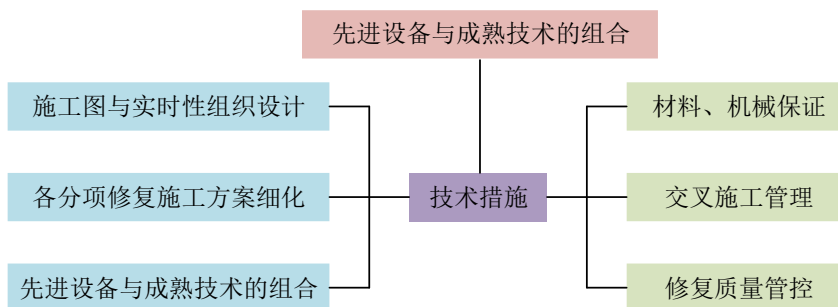 先进设备与成熟技术的组合
施工图与实时性组织设计
材料、机械保证
各分项修复施工方案细化
技术措施
交叉施工管理
先进设备与成熟技术的组合
修复质量管控